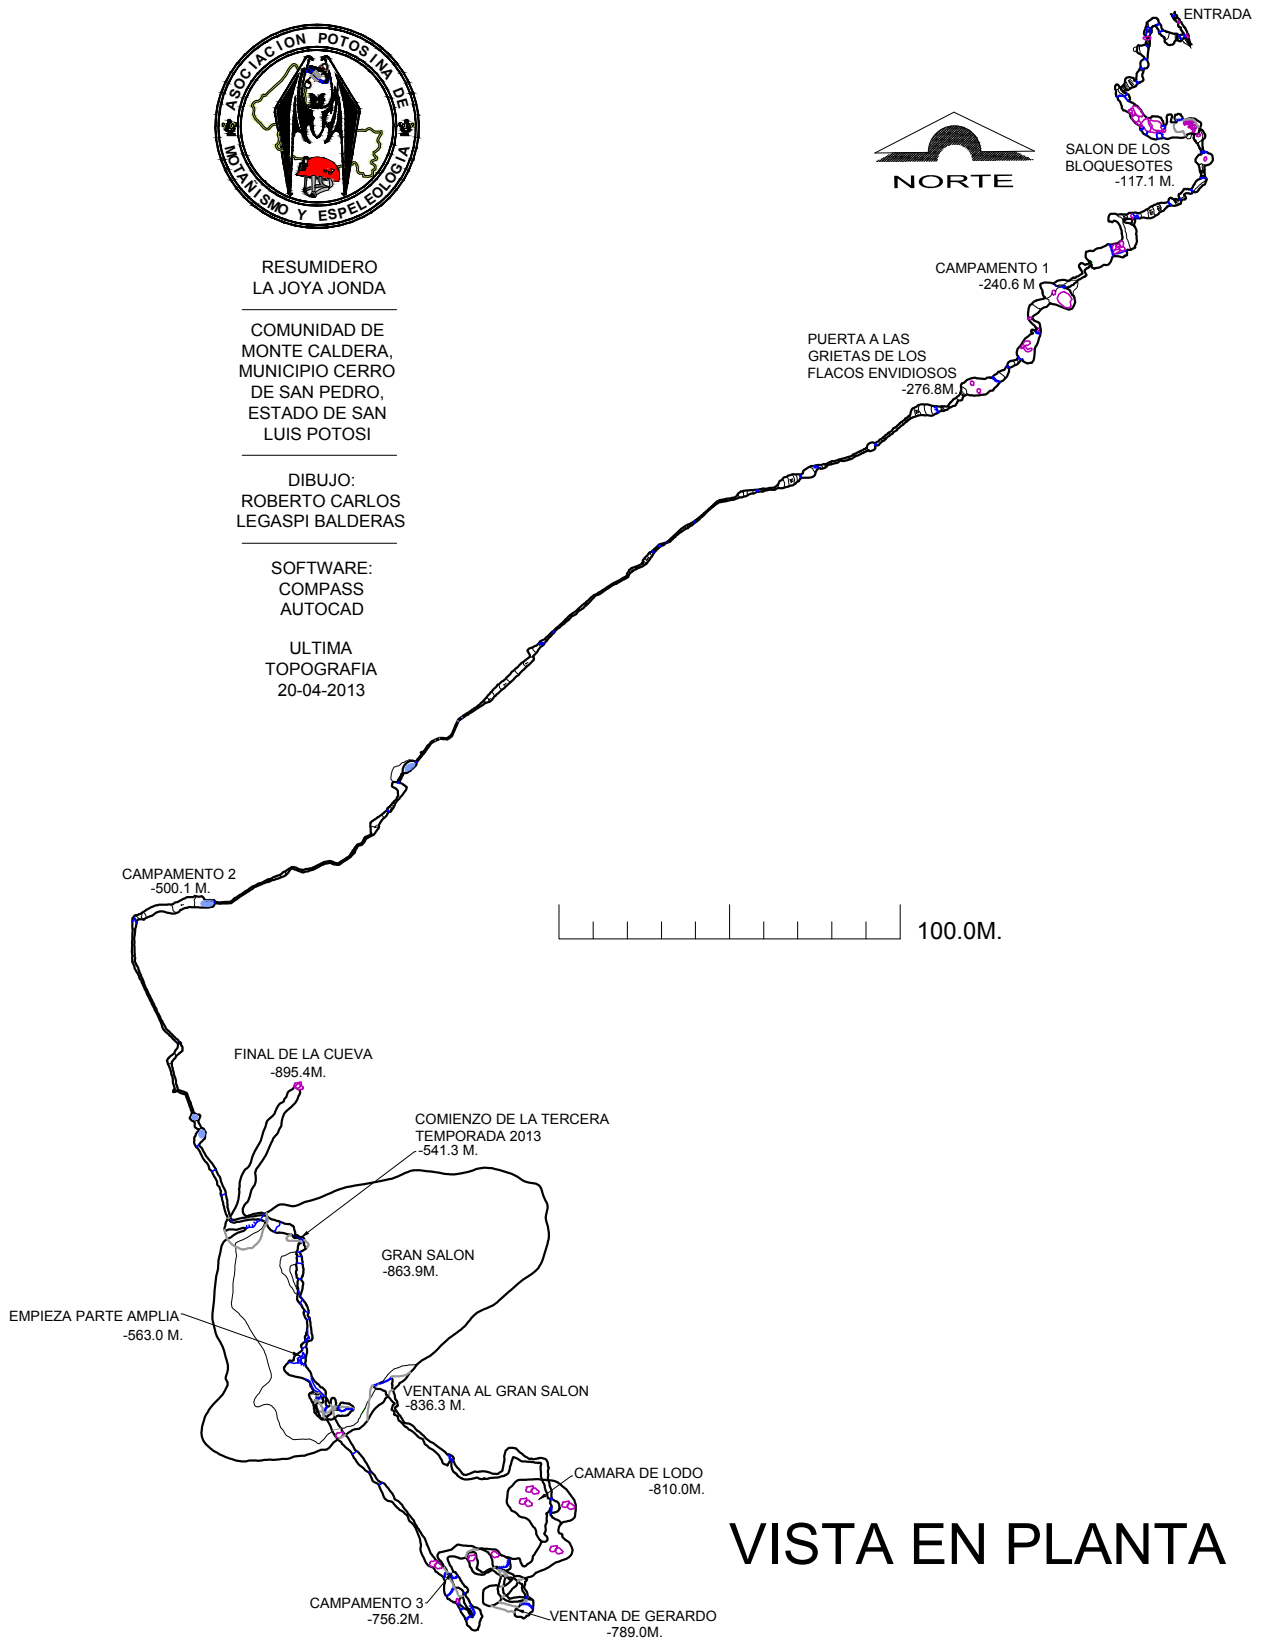 ASOCIACION POTOSINA DE
MOTAÑISMO Y ESPELEOLOGIA
RESUMIDERO
LA JOYA JONDA
COMUNIDAD DE
MONTE CALDERA,
MUNICIPIO CERRO
DE SAN PEDRO,
ESTADO DE SAN
LUIS POTOSI
DIBUJO:
ROBERTO CARLOS
LEGASPI BALDERAS
SOFTWARE:
COMPASS
AUTOCAD
ULTIMA
TOPOGRAFIA
20-04-2013
NORTE
ENTRADA
SALON DE LOS
BLOQUESOTES
-117.1 M.
CAMPAMENTO 1
-240.6 M
PUERTA A LAS
GRIETAS DE LOS
FLACOS ENVIDIOSOS
-276.8M.
CAMPAMENTO 2
-500.1 M.
100.0M.
FINAL DE LA CUEVA
-895.4M.
COMIENZO DE LA TERCERA
TEMPORADA 2013
-541.3 M.
GRAN SALON
-863.9M.
EMPIEZA PARTE AMPLIA
-563.0 M.
VENTANA AL GRAN SALON
-836.3 M.
CAMARA DE LODO
-810.0M.
CAMPAMENTO 3
-756.2M.
VENTANA DE GERARDO
-789.0M.
VISTA EN PLANTA